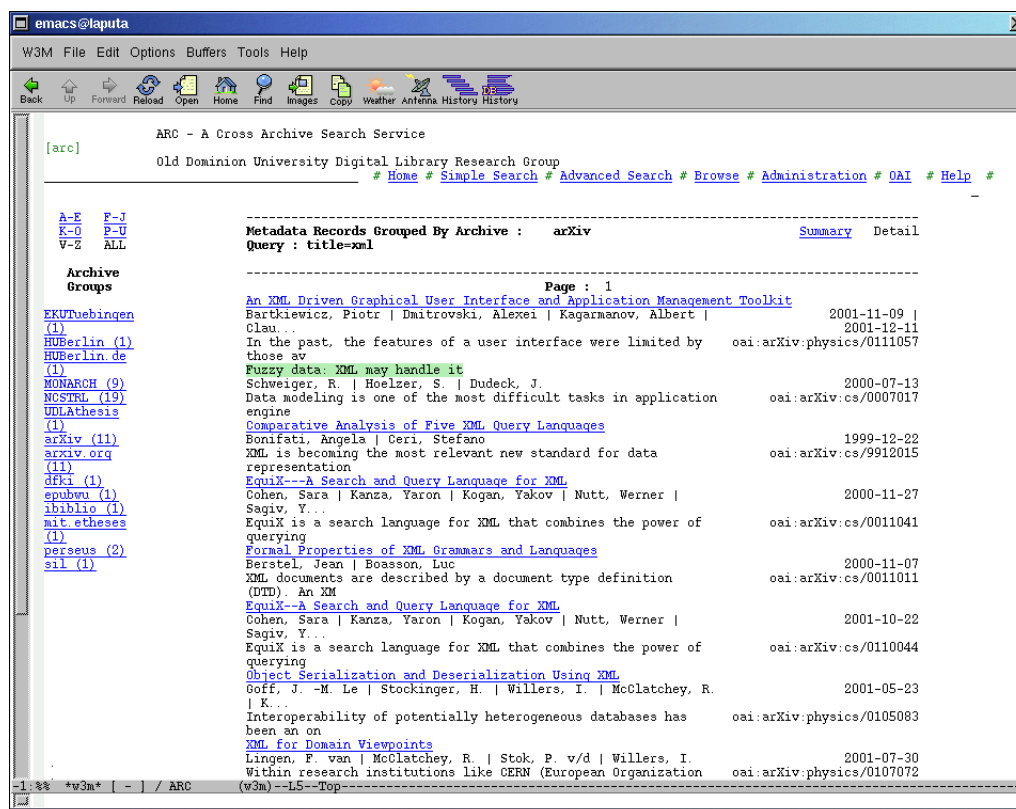 emacs@laputa
W3M File Edit Options Buffers Tools Help
Back Up Forward Reload Open Home Find Images Copy Weather Antenna History History
ARC - A Cross Archive Search Service
[arc]
Old Dominion University Digital Library Research Group
# Home # Simple Search # Advanced Search # Browse # Administration # OAI # Help #
A-E F-J
K-O P-U
V-Z ALL
Archive
Groups
EKUTuebingen
(1)
HUBerlin (1)
HUBerlin.de
(1)
MONARCH (9)
NCSTRL (19)
UDLAthesis
(1)
arXiv (11)
arxiv.org
(11)
dfki (1)
epubwu (1)
ibiblio (1)
mit.etheses
(1)
perseus (2)
sil (1)
Metadata Records Grouped By Archive : arXiv Summary Detail
Query : title=xml
Page : 1
An XML Driven Graphical User Interface and Application Management Toolkit
Bartkiewicz, Piotr | Dmitrovski, Alexei | Kagarmanov, Albert | 2001-11-09 |
Clau... 2001-12-11
In the past, the features of a user interface were limited by oai:arXiv:physics/0111057
those av
Fuzzy data: XML may handle it
Schweiger, R. | Hoelzer, S. | Dudeck, J. 2000-07-13
Data modeling is one of the most difficult tasks in application oai:arXiv:cs/0007017
engine
Comparative Analysis of Five XML Query Languages
Bonifati, Angela | Ceri, Stefano 1999-12-22
XML is becoming the most relevant new standard for data oai:arXiv:cs/9912015
representation
EquiX---A Search and Query Language for XML
Cohen, Sara | Kanza, Yaron | Kogan, Yakov | Nutt, Werner | 2000-11-27
Sagiv, Y...
EquiX is a search language for XML that combines the power of oai:arXiv:cs/0011041
querying
Formal Properties of XML Grammars and Languages
Berstel, Jean | Boasson, Luc 2000-11-07
XML documents are described by a document type definition oai:arXiv:cs/0011011
(DTD). An XM
EquiX--A Search and Query Language for XML
Cohen, Sara | Kanza, Yaron | Kogan, Yakov | Nutt, Werner | 2001-10-22
Sagiv, Y...
EquiX is a search language for XML that combines the power of oai:arXiv:cs/0110044
querying
Object Serialization and Deserialization Using XML
Goff, J. -M. Le | Stockinger, H. | Willers, I. | McClatchey, R. 2001-05-23
| K...
Interoperability of potentially heterogeneous databases has oai:arXiv:physics/0105083
been an on
XML for Domain Viewpoints
Lingen, F. van | McClatchey, R. | Stok, P. v/d | Willers, I. 2001-07-30
Within research institutions like CERN (European Organization oai:arXiv:physics/0107072
-1:%% *w3m* [ - ] / ARC (w3m)--L5--Top